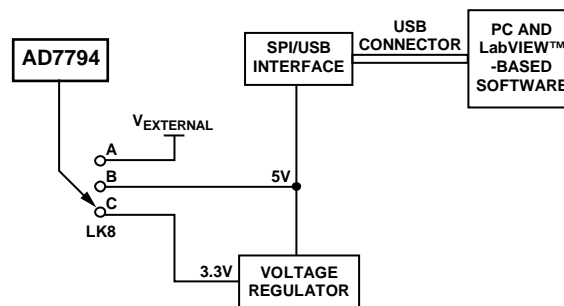 AD7794
SPI/USB
INTERFACE
USB
CONNECTOR
PC AND
LabVIEW™
-BASED
SOFTWARE
VEXTERNAL
A
B
5V
C
LK8
3.3V
VOLTAGE
REGULATOR